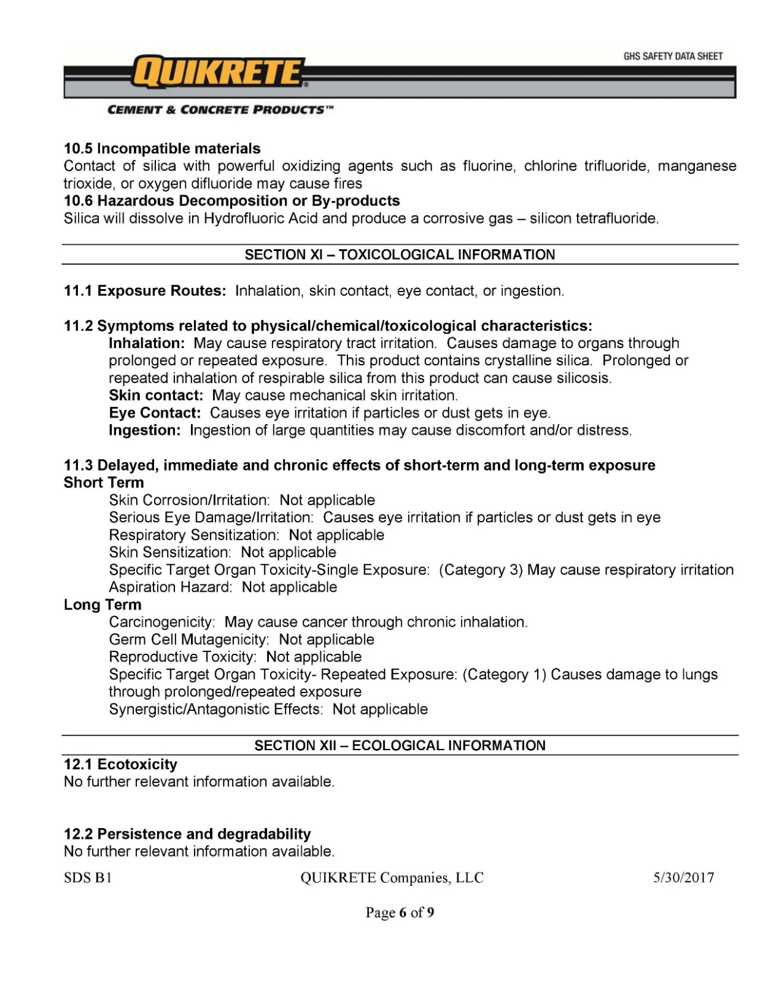 GHS SAFETY DATA SHEET
QUIKRETE®
CEMENT & CONCRETE PRODUCTS™
10.5 Incompatible materials
Contact of silica with powerful oxidizing agents such as fluorine, chlorine trifluoride, manganese
trioxide, or oxygen difluoride may cause fires
10.6 Hazardous Decomposition or By-products
Silica will dissolve in Hydrofluoric Acid and produce a corrosive gas – silicon tetrafluoride.
SECTION XI – TOXICOLOGICAL INFORMATION
11.1 Exposure Routes: Inhalation, skin contact, eye contact, or ingestion.
11.2 Symptoms related to physical/chemical/toxicological characteristics:
Inhalation: May cause respiratory tract irritation. Causes damage to organs through
prolonged or repeated exposure. This product contains crystalline silica. Prolonged or
repeated inhalation of respirable silica from this product can cause silicosis.
Skin contact: May cause mechanical skin irritation.
Eye Contact: Causes eye irritation if particles or dust gets in eye.
Ingestion: Ingestion of large quantities may cause discomfort and/or distress.
11.3 Delayed, immediate and chronic effects of short-term and long-term exposure
Short Term
Skin Corrosion/Irritation: Not applicable
Serious Eye Damage/Irritation: Causes eye irritation if particles or dust gets in eye
Respiratory Sensitization: Not applicable
Skin Sensitization: Not applicable
Specific Target Organ Toxicity-Single Exposure: (Category 3) May cause respiratory irritation
Aspiration Hazard: Not applicable
Long Term
Carcinogenicity: May cause cancer through chronic inhalation.
Germ Cell Mutagenicity: Not applicable
Reproductive Toxicity: Not applicable
Specific Target Organ Toxicity- Repeated Exposure: (Category 1) Causes damage to lungs
through prolonged/repeated exposure
Synergistic/Antagonistic Effects: Not applicable
SECTION XII – ECOLOGICAL INFORMATION
12.1 Ecotoxicity
No further relevant information available.
12.2 Persistence and degradability
No further relevant information available.
SDS B1 QUIKRETE Companies, LLC 5/30/2017
Page 6 of 9